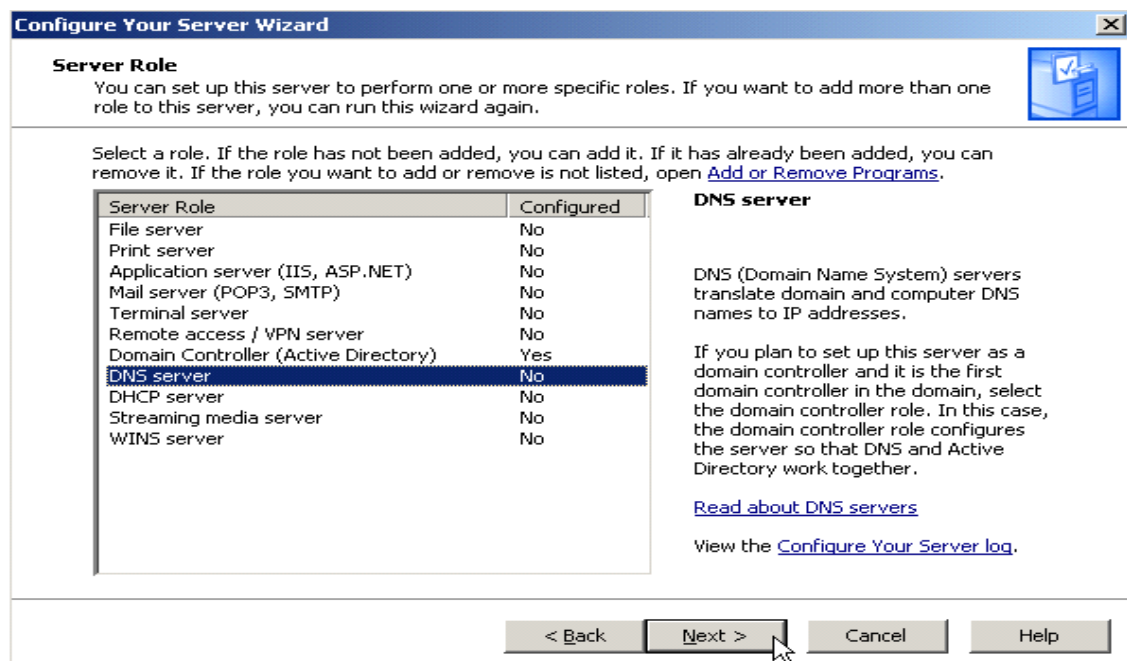 Configure Your Server Wizard
Server Role
You can set up this server to perform one or more specific roles. If you want to add more than one
role to this server, you can run this wizard again.
Select a role. If the role has not been added, you can add it. If it has already been added, you can
remove it. If the role you want to add or remove is not listed, open Add or Remove Programs.
Server Role Configured
File server No
Print server No
Application server (IIS, ASP.NET) No
Mail server (POP3, SMTP) No
Terminal server No
Remote access / VPN server No
Domain Controller (Active Directory) Yes
DNS server No
DHCP server No
Streaming media server No
WINS server No
DNS server
DNS (Domain Name System) servers
translate domain and computer DNS
names to IP addresses.
If you plan to set up this server as a
domain controller and it is the first
domain controller in the domain, select
the domain controller role. In this case,
the domain controller role configures
the server so that DNS and Active
Directory work together.
Read about DNS servers
View the Configure Your Server log.
< Back Next > Cancel Help